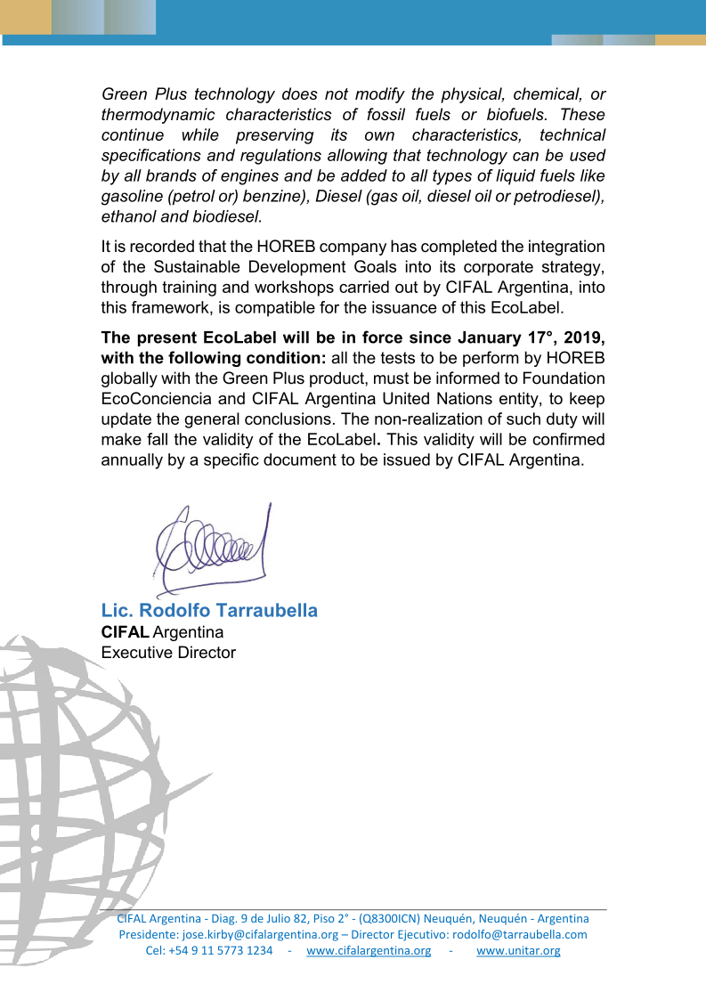 Green Plus technology does not modify the physical, chemical, or
thermodynamic characteristics of fossil fuels or biofuels. These
continue while preserving its own characteristics, technical
specifications and regulations allowing that technology can be used
by all brands of engines and be added to all types of liquid fuels like
gasoline (petrol or) benzine), Diesel (gas oil, diesel oil or petrodiesel),
ethanol and biodiesel.
It is recorded that the HOREB company has completed the integration
of the Sustainable Development Goals into its corporate strategy,
through training and workshops carried out by CIFAL Argentina, into
this framework, is compatible for the issuance of this EcoLabel.
The present EcoLabel will be in force since January 17°, 2019,
with the following condition: all the tests to be perform by HOREB
globally with the Green Plus product, must be informed to Foundation
EcoConciencia and CIFAL Argentina United Nations entity, to keep
update the general conclusions. The non-realization of such duty will
make fall the validity of the EcoLabel. This validity will be confirmed
annually by a specific document to be issued by CIFAL Argentina.
Lic. Rodolfo Tarraubella
CIFAL Argentina
Executive Director
CIFAL Argentina - Diag. 9 de Julio 82, Piso 2° - (Q8300ICN) Neuquén, Neuquén - Argentina
Presidente: jose.kirby@cifalargentina.org – Director Ejecutivo: rodolfo@tarraubella.com
Cel: +54 9 11 5773 1234 - www.cifalargentina.org - www.unitar.org